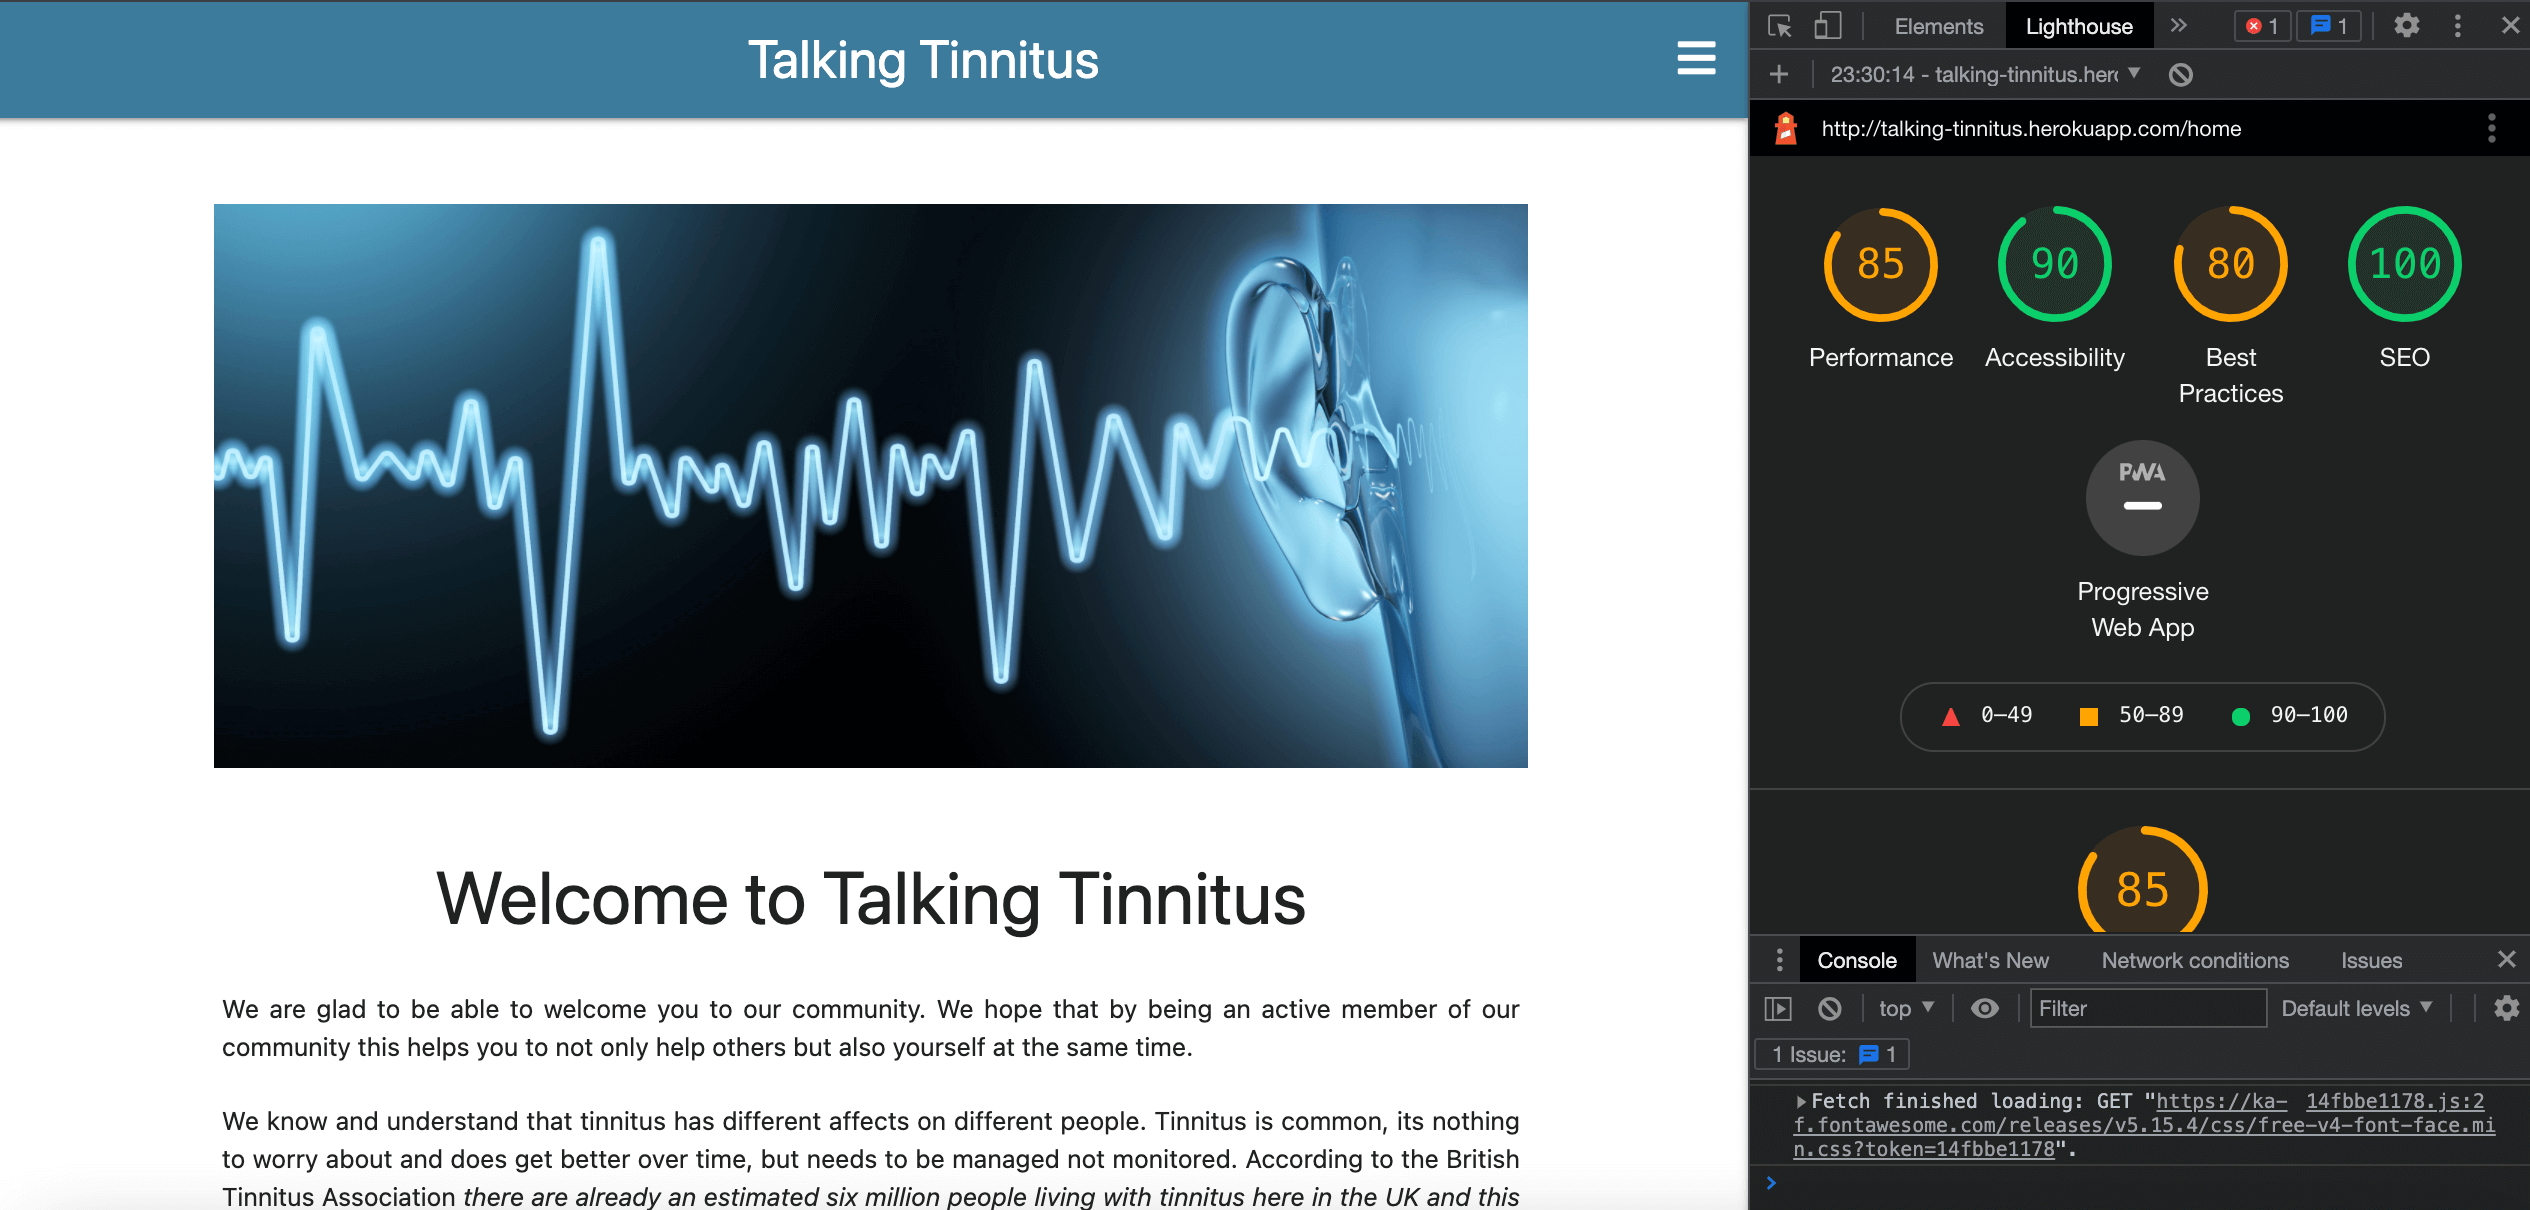 Talking Tinnitus
Welcome to Talking Tinnitus
We are glad to be able to welcome you to our community. We hope that by being an active member of our
community this helps you to not only help others but also yourself at the same time.
We know and understand that tinnitus has different affects on different people. Tinnitus is common, its nothing
to worry about and does get better over time, but needs to be managed not monitored. According to the British
Tinnitus Association there are already an estimated six million people living with tinnitus here in the UK and this
Elements Lighthouse 1 1
23:30:14 - talking-tinnitus.her
http://talking-tinnitus.herokuapp.com/home
85 90 80 100
Performance Accessibility Best Practices SEO
PWA
Progressive
Web App
0–49 50–89 90–100
85
Console What's New Network conditions Issues
top Filter Default levels
1 Issue: 1
Fetch finished loading: GET "https://ka- 14fbbe1178.js:2
f.fontawesome.com/releases/v5.15.4/css/free-v4-font-face.mi
n.css?token=14fbbe1178".